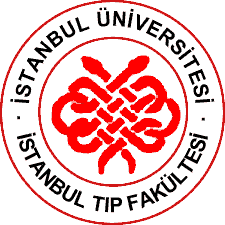 · İSTANBUL ÜNİVERSİTESİ ·
İSTANBUL TIP FAKÜLTESİ